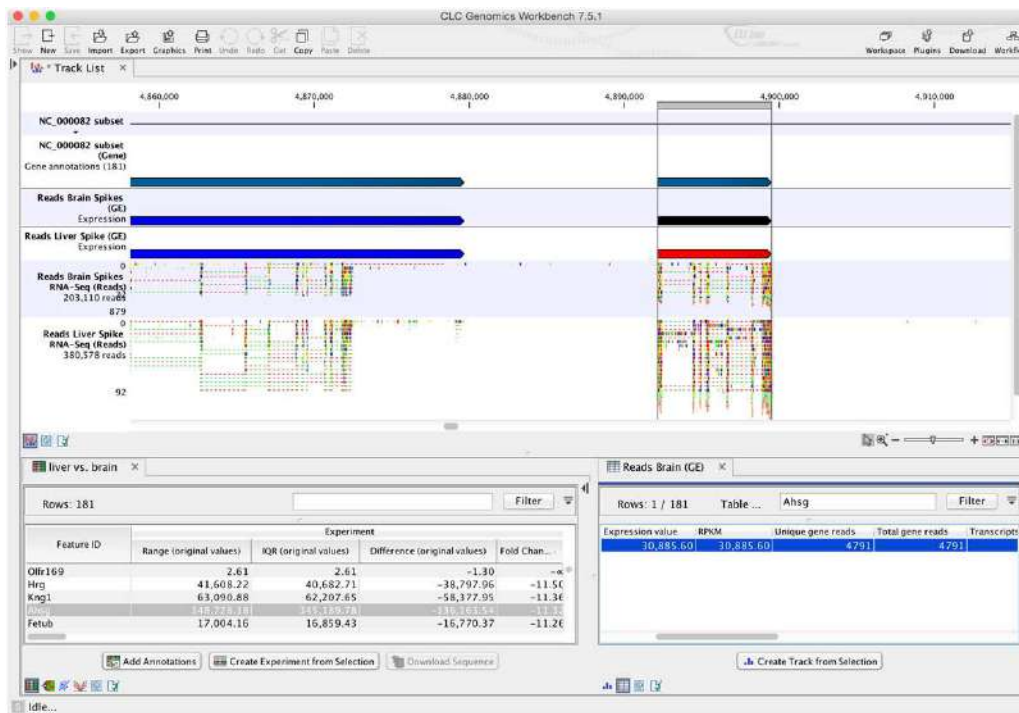 CLC Genomics Workbench 7.5.1
Show New Save Import Export Graphics Print Undo Redo Cut Copy Paste Delete Workspace Plugins Download
* Track List ×
4,860,000 4,870,000 4,880,000 4,890,000 4,900,000 4,910,000
NC_000082 subset
NC_000082 subset
(Gene)
Gene annotations (181)
Reads Brain Spikes
(GE)
Expression
Reads Liver Spike (GE)
Expression
0
Reads Brain Spikes
RNA-Seq (Reads)
203,110 reads
879
0
Reads Liver Spike
RNA-Seq (Reads)
380,578 reads
92
liver vs. brain × Reads Brain (GE) ×
Rows: 181 Filter Rows: 1 / 181 Table ... Ahsg Filter
Feature ID Experiment
Range (original values) IQR (original values) Difference (original values) Fold Chan...
Expression value RPKM Unique gene reads Total gene reads Transcripts
30,885.60 30,885.60 4791 4791
Olfr169 2.61 2.61 -1.30
Hrg 41,608.22 40,682.71 -38,797.96 -11.50
Kng1 63,090.88 62,207.65 -58,377.95 -11.36
Ahsg
Fetub 17,004.16 16,859.43 -16,770.37 -11.26
Add Annotations Create Experiment from Selection Download Sequence Create Track from Selection
Idle...